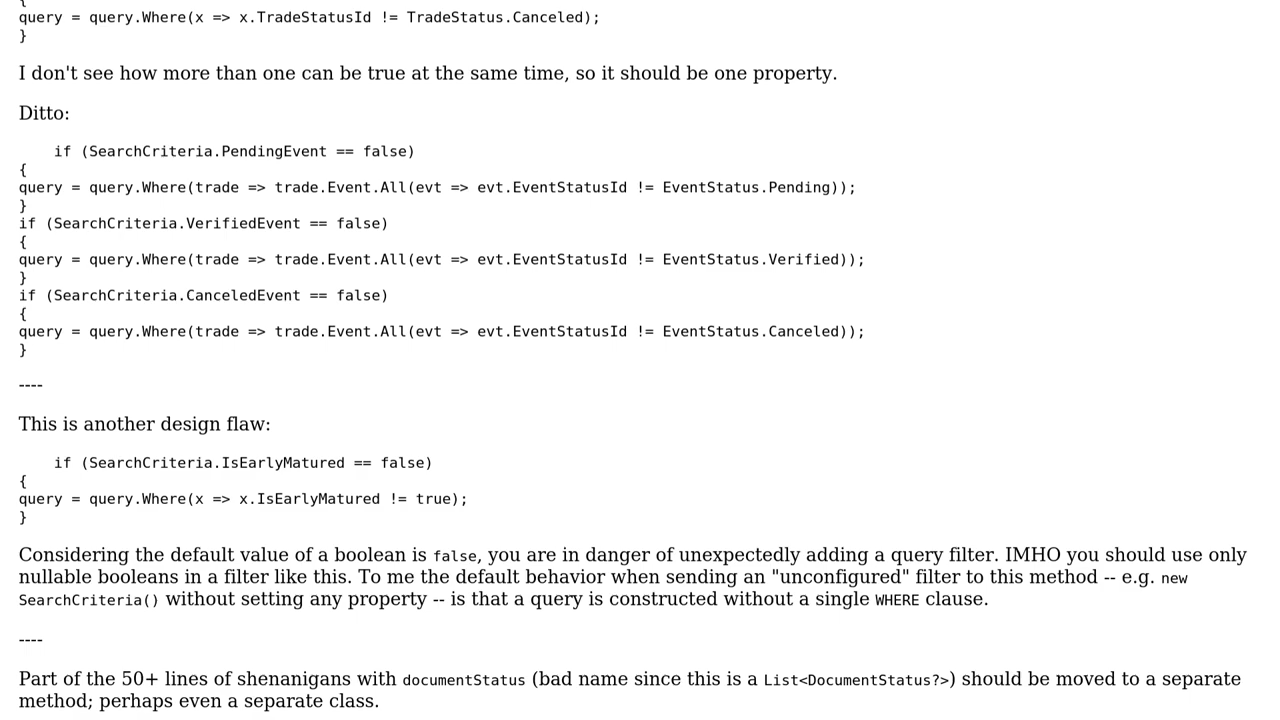 {
query = query.Where(x => x.TradeStatusId != TradeStatus.Canceled);
}
I don't see how more than one can be true at the same time, so it should be one property.
Ditto:
if (SearchCriteria.PendingEvent == false)
{
query = query.Where(trade => trade.Event.All(evt => evt.EventStatusId != EventStatus.Pending));
}
if (SearchCriteria.VerifiedEvent == false)
{
query = query.Where(trade => trade.Event.All(evt => evt.EventStatusId != EventStatus.Verified));
}
if (SearchCriteria.CanceledEvent == false)
{
query = query.Where(trade => trade.Event.All(evt => evt.EventStatusId != EventStatus.Canceled));
}
----
This is another design flaw:
if (SearchCriteria.IsEarlyMatured == false)
{
query = query.Where(x => x.IsEarlyMatured != true);
}
Considering the default value of a boolean is false, you are in danger of unexpectedly adding a query filter. IMHO you should use only
nullable booleans in a filter like this. To me the default behavior when sending an "unconfigured" filter to this method -- e.g. new
SearchCriteria() without setting any property -- is that a query is constructed without a single WHERE clause.
----
Part of the 50+ lines of shenanigans with documentStatus (bad name since this is a List<DocumentStatus?>) should be moved to a separate
method; perhaps even a separate class.